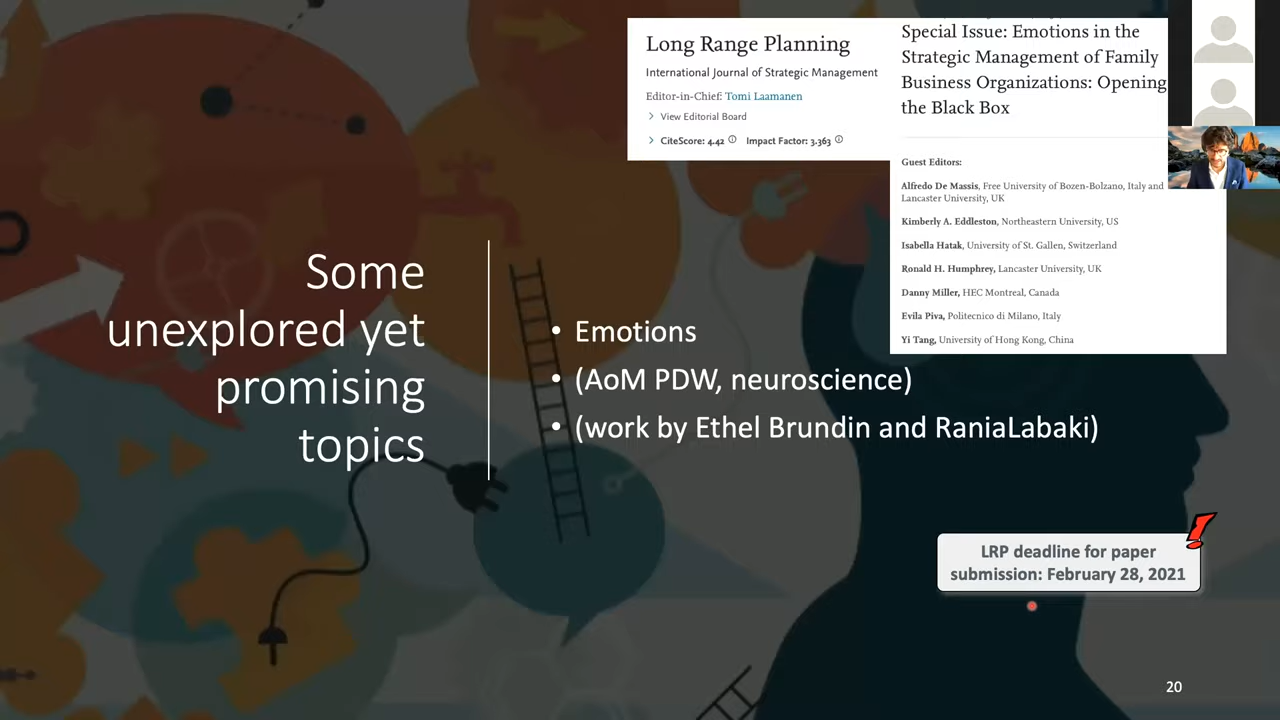 Long Range Planning
International Journal of Strategic Management
Editor-in-Chief: Tomi Laamanen
View Editorial Board
CiteScore: 4.42 Impact Factor: 3.363
Special Issue: Emotions in the
Strategic Management of Family
Business Organizations: Opening
the Black Box
Guest Editors:
Alfredo De Massis, Free University of Bozen-Bolzano, Italy and
Lancaster University, UK
Kimberly A. Eddleston, Northeastern University, US
Isabella Hatak, University of St. Gallen, Switzerland
Ronald H. Humphrey, Lancaster University, UK
Danny Miller, HEC Montreal, Canada
Evila Piva, Politecnico di Milano, Italy
Yi Tang, University of Hong Kong, China
Some
unexplored yet
promising
topics
• Emotions
• (AoM PDW, neuroscience)
• (work by Ethel Brundin and RaniaLabaki)
LRP deadline for paper
submission: February 28, 2021
20